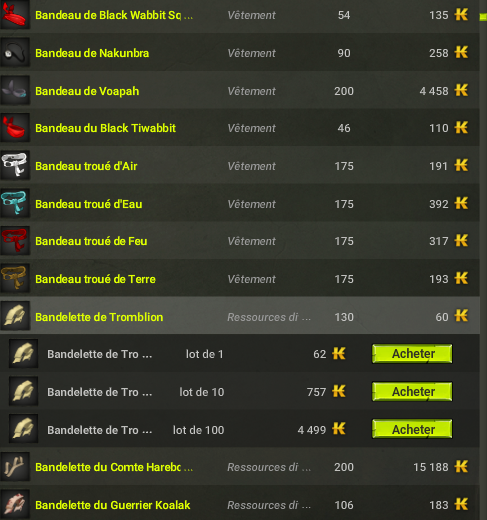 Bandeau de Black Wabbit Sq ... Vêtement 54 135
Bandeau de Nakunbra Vêtement 90 258
Bandeau de Voapah Vêtement 200 4 458
Bandeau du Black Tiwabbit Vêtement 46 110
Bandeau troué d'Air Vêtement 175 191
Bandeau troué d'Eau Vêtement 175 392
Bandeau troué de Feu Vêtement 175 317
Bandeau troué de Terre Vêtement 175 193
Bandelette de Tromblion Ressources di ... 130 60
Bandelette de Tro ... lot de 1 62 Acheter
Bandelette de Tro ... lot de 10 757 Acheter
Bandelette de Tro ... lot de 100 4 499 Acheter
Bandelette du Comte Harebc ... Ressources di ... 200 15 188
Bandelette du Guerrier Koalak Ressources di ... 106 183